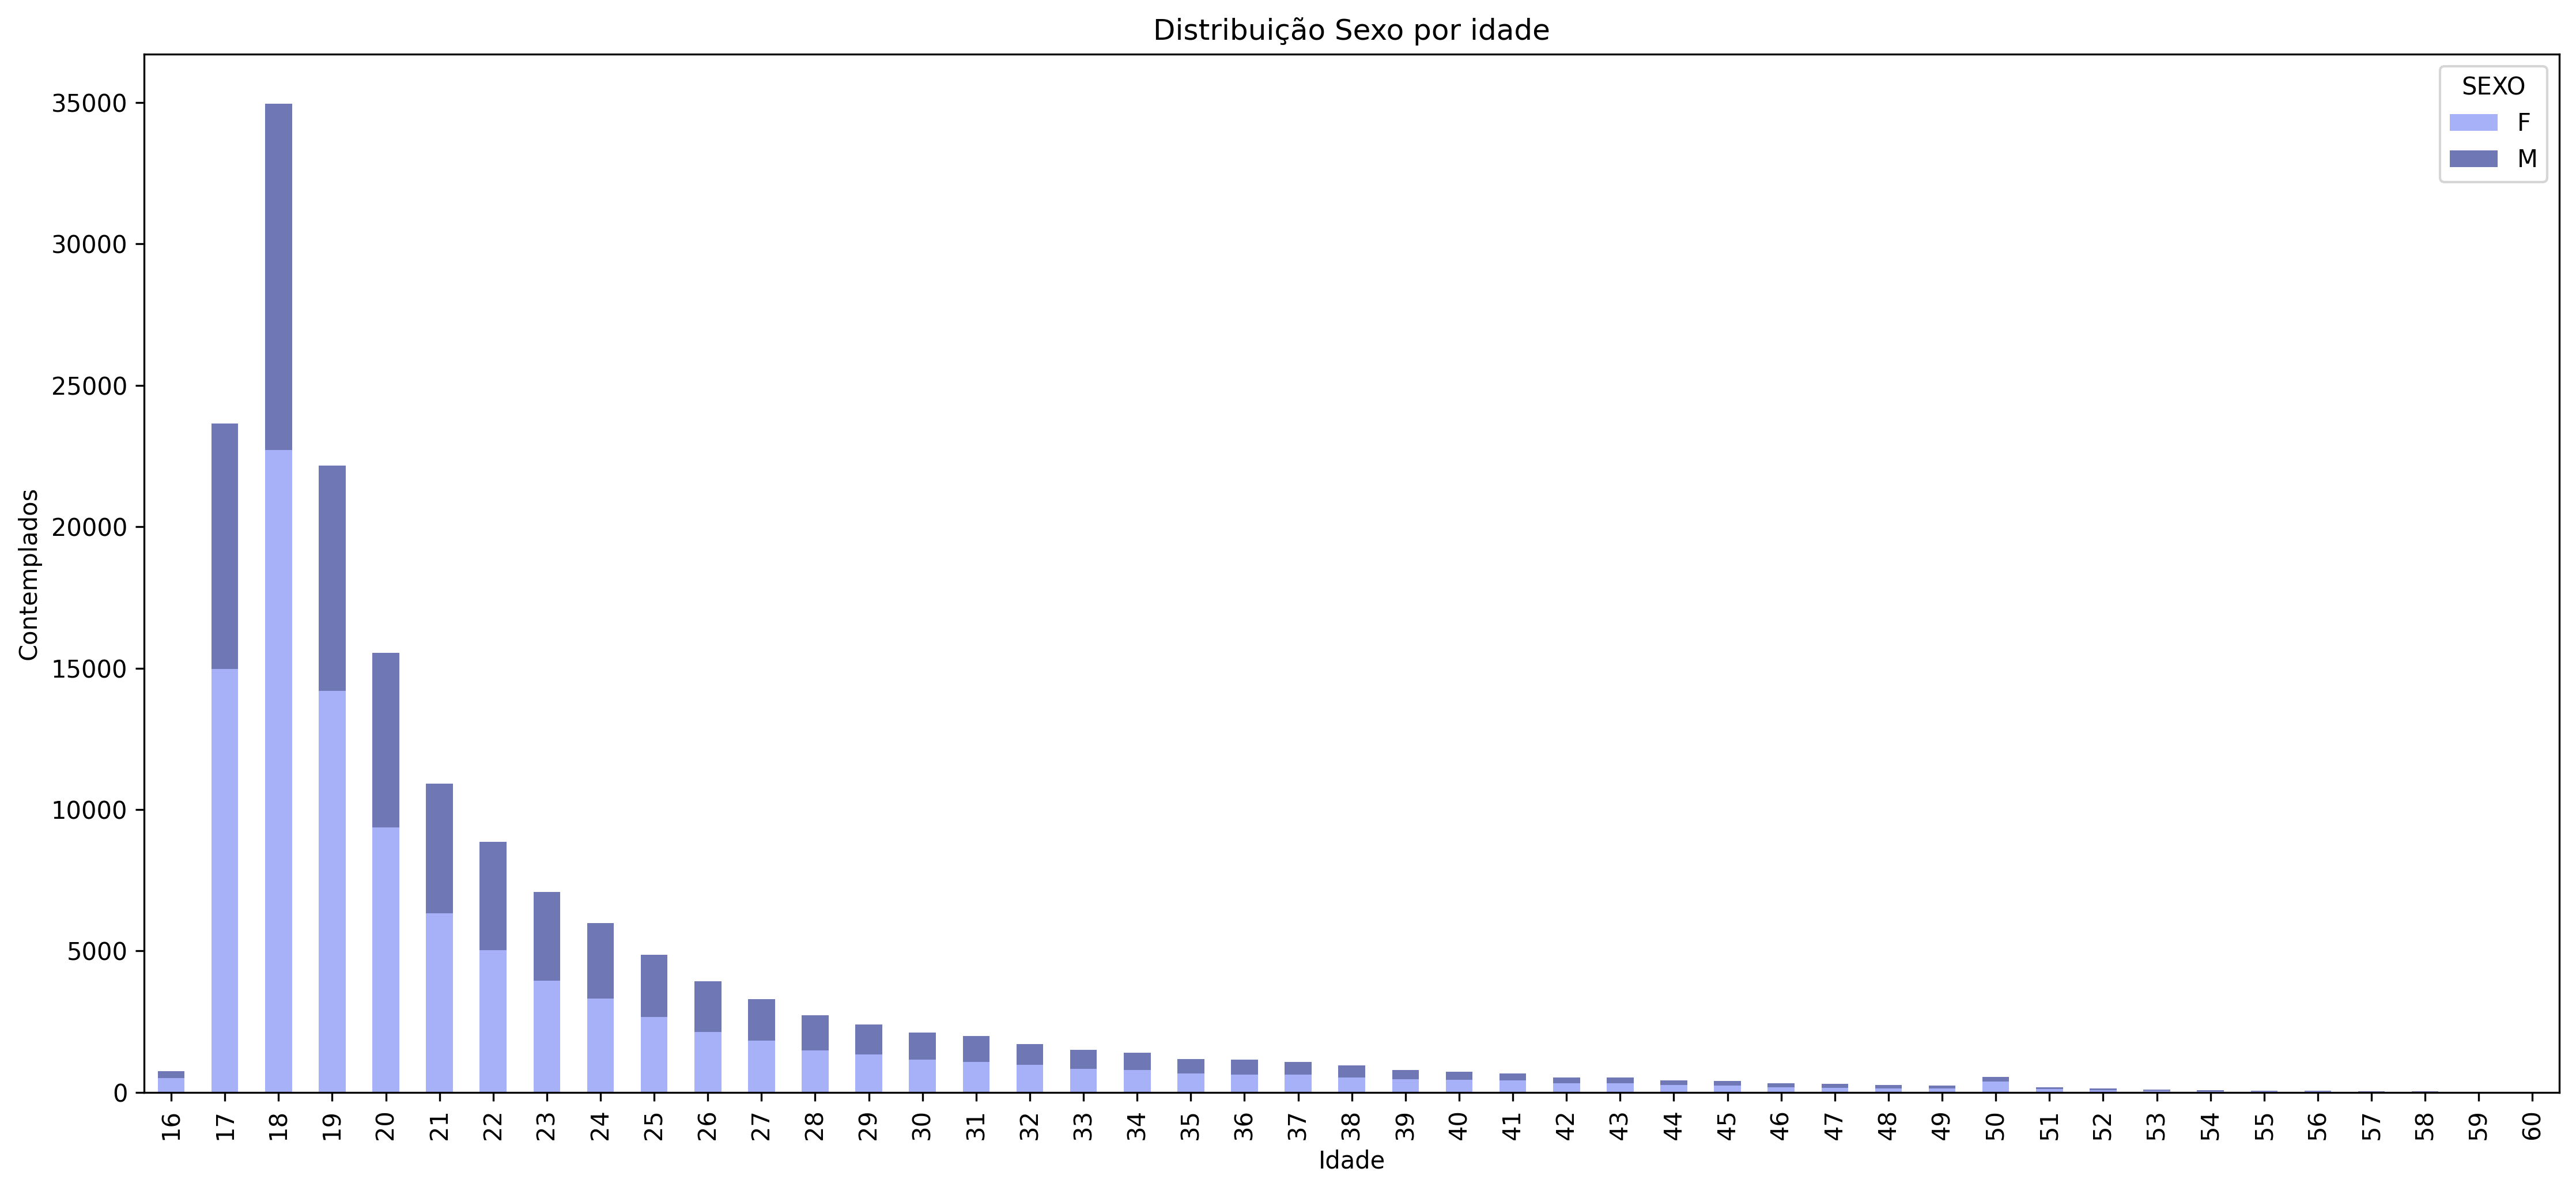 Distribuição Sexo por idade
SEXO
F
M
35000
30000
25000
20000
15000
10000
5000
0
Contemplados
16 17 18 19 20 21 22 23 24 25 26 27 28 29 30 31 32 33 34 35 36 37 38 39 40 41 42 43 44 45 46 47 48 49 50 51 52 53 54 55 56 57 58 59 60
Idade